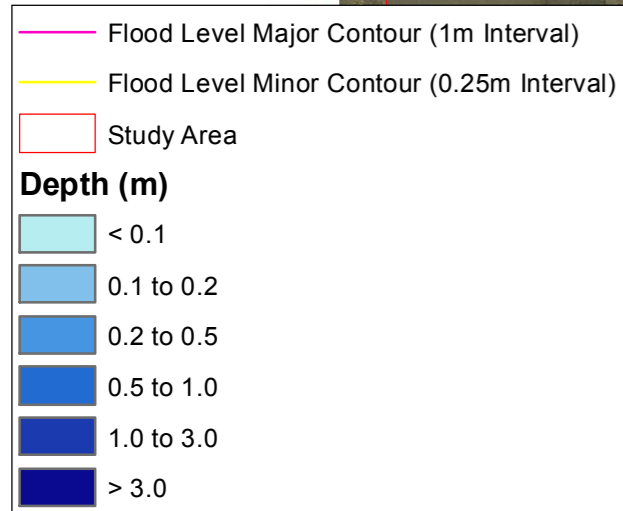 Flood Level Major Contour (1m Interval)
Flood Level Minor Contour (0.25m Interval)
Study Area
Depth (m)
< 0.1
0.1 to 0.2
0.2 to 0.5
0.5 to 1.0
1.0 to 3.0
> 3.0